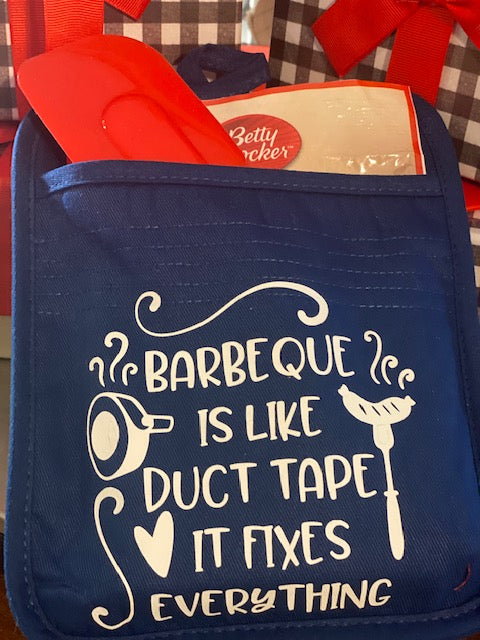 Betty
BARBEQUE
IS LIKE
DUCT TAPE
IT FIXES
EVERYTHING